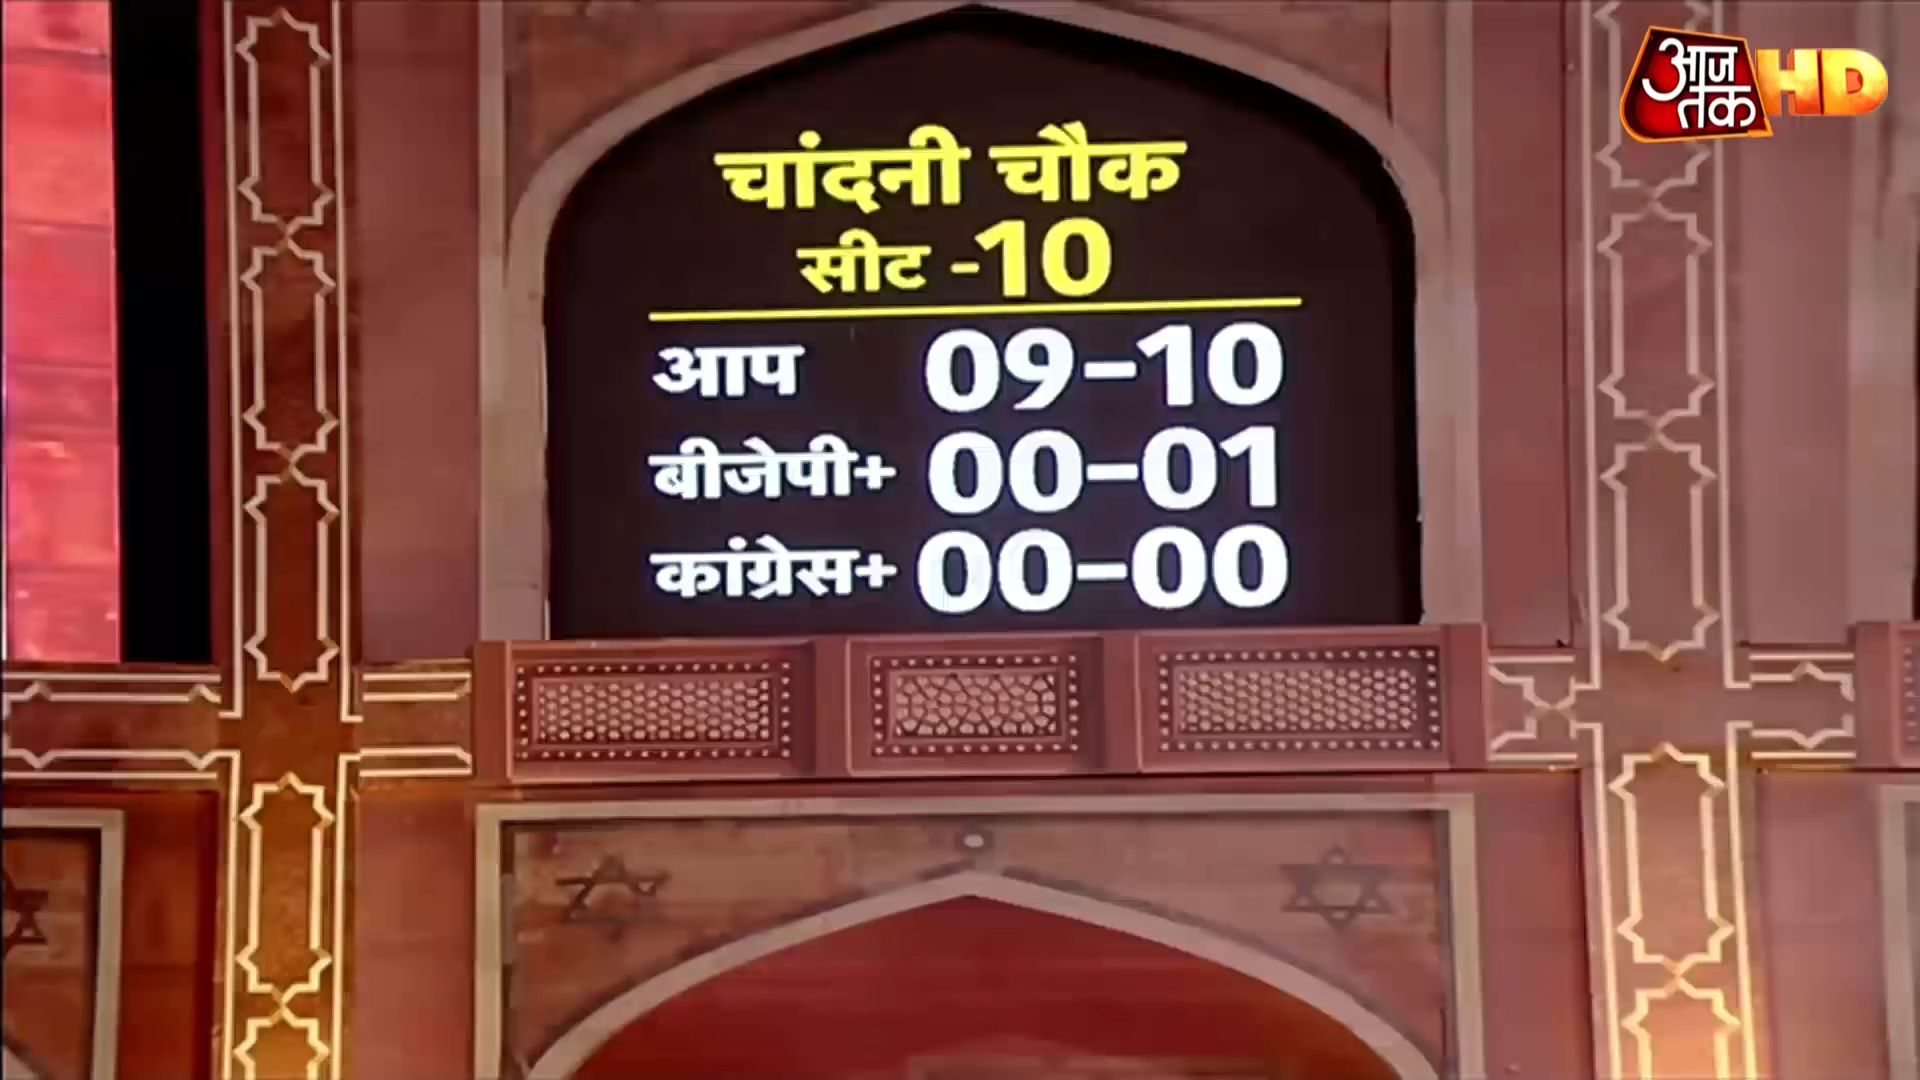 आज
तक HD
चांदनी चौक
सीट -10
आप 09-10
बीजेपी+ 00-01
कांग्रेस+ 00-00